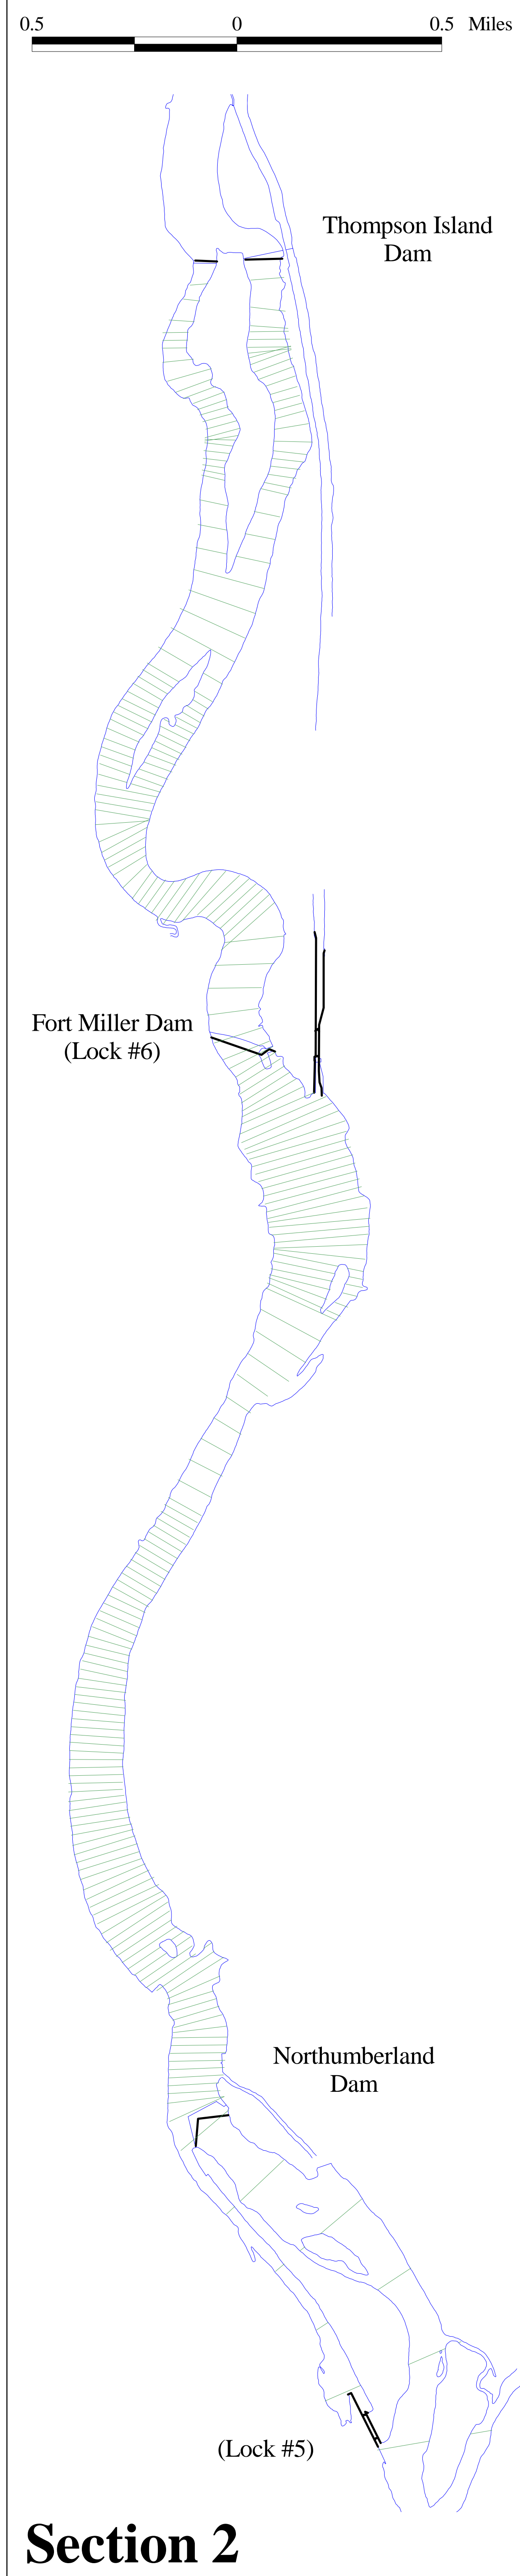 0.5 0 0.5 Miles
Thompson Island
Dam
Fort Miller Dam
(Lock #6)
Northumberland
Dam
(Lock #5)
Section 2